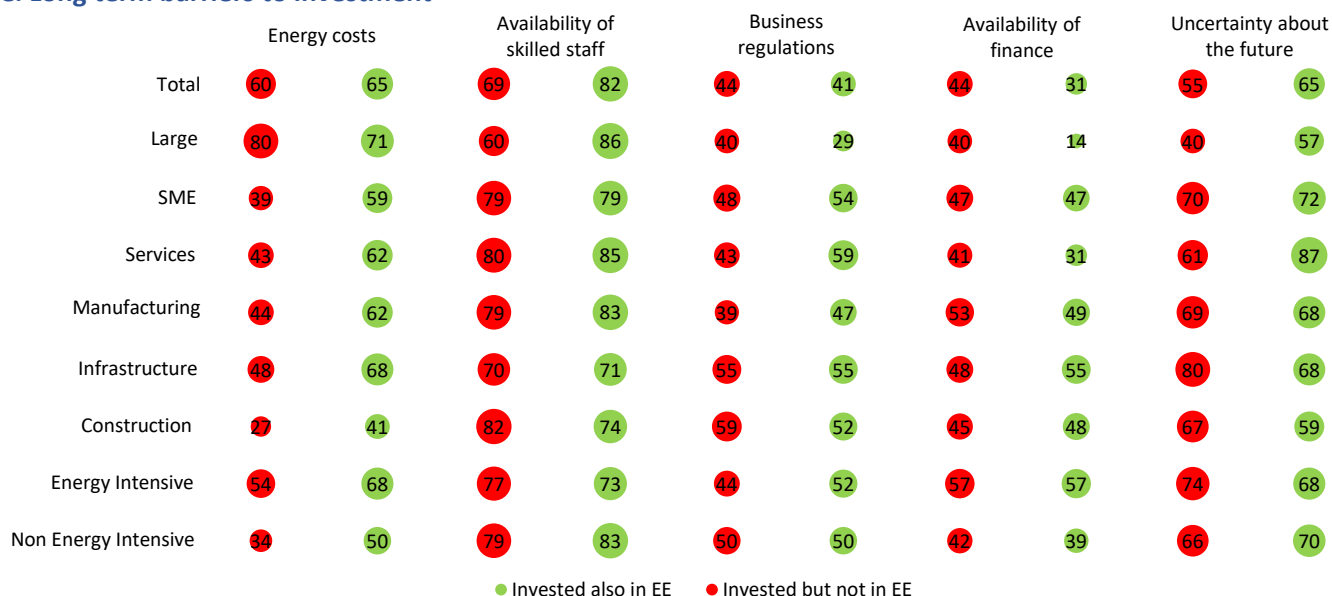 Long term barriers to investment
Energy costs
Availability of
skilled staff
Business
regulations
Availability of
finance
Uncertainty about
the future
Total 60 65 69 82 44 41 44 31 55 65
Large 80 71 60 86 40 29 40 14 40 57
SME 39 59 79 79 48 54 47 47 70 72
Services 43 62 80 85 43 59 41 31 61 87
Manufacturing 44 62 79 83 39 47 53 49 69 68
Infrastructure 48 68 70 71 55 55 48 55 80 68
Construction 27 41 82 74 59 52 45 48 67 59
Energy Intensive 54 68 77 73 44 52 57 57 74 68
Non Energy Intensive 34 50 79 83 50 50 42 39 66 70
Invested also in EE Invested but not in EE